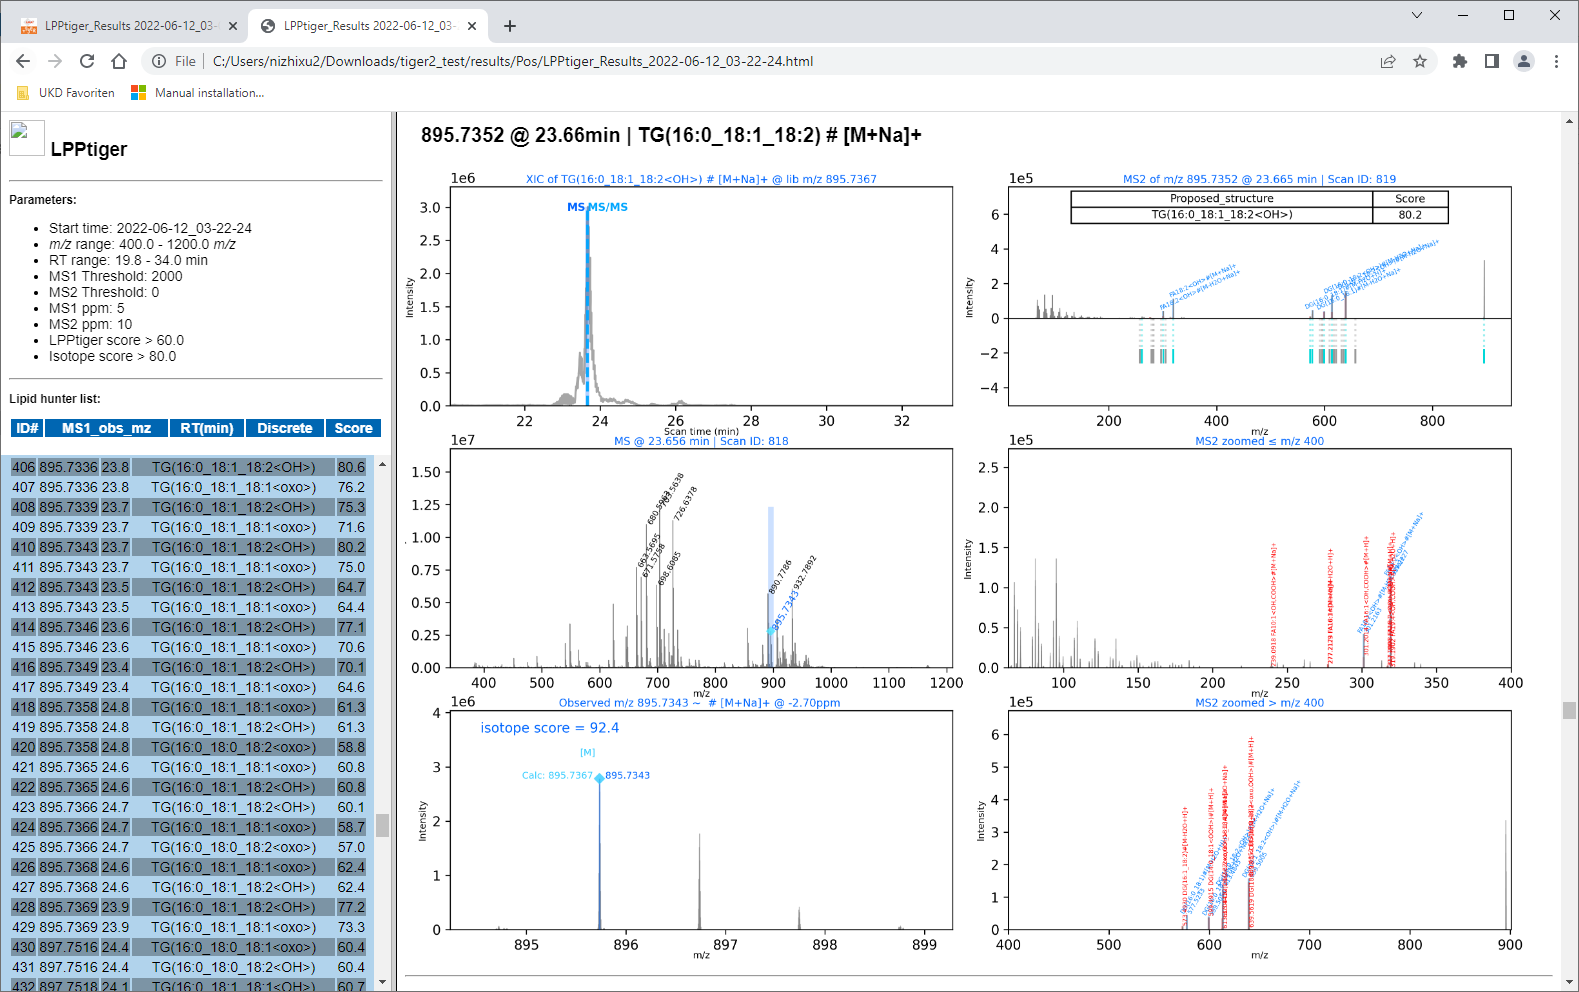 LPPtiger_Results 2022-06-12_03-
LPPtiger_Results 2022-06-12_03-
File
C:/Users/nizhixu2/Downloads/tiger2_test/results/Pos/LPPtiger_Results_2022-06-12_03-22-24.html
UKD Favoriten
Manual installation...
LPPtiger
Parameters:
Start time: 2022-06-12_03-22-24
m/z range: 400.0 - 1200.0 m/z
RT range: 19.8 - 34.0 min
MS1 Threshold: 2000
MS2 Threshold: 0
MS1 ppm: 5
MS2 ppm: 10
LPPtiger score > 60.0
Isotope score > 80.0
Lipid hunter list:
ID# MS1_obs_mz RT(min) Discrete Score
406 895.7336 23.8 TG(16:0_18:1_18:2<OH>) 80.6
407 895.7336 23.8 TG(16:0_18:1_18:1<oxo>) 76.2
408 895.7339 23.7 TG(16:0_18:1_18:2<OH>) 75.3
409 895.7339 23.7 TG(16:0_18:1_18:1<oxo>) 71.6
410 895.7343 23.7 TG(16:0_18:1_18:2<OH>) 80.2
411 895.7343 23.7 TG(16:0_18:1_18:1<oxo>) 75.0
412 895.7343 23.5 TG(16:0_18:1_18:2<OH>) 64.7
413 895.7343 23.5 TG(16:0_18:1_18:1<oxo>) 64.4
414 895.7346 23.6 TG(16:0_18:1_18:2<OH>) 77.1
415 895.7346 23.6 TG(16:0_18:1_18:1<oxo>) 70.6
416 895.7349 23.4 TG(16:0_18:1_18:2<OH>) 70.1
417 895.7349 23.4 TG(16:0_18:1_18:1<oxo>) 64.6
418 895.7358 24.8 TG(16:0_18:1_18:1<oxo>) 61.3
419 895.7358 24.8 TG(16:0_18:1_18:2<OH>) 61.3
420 895.7358 24.8 TG(16:0_18:0_18:2<oxo>) 58.8
421 895.7365 24.6 TG(16:0_18:1_18:1<oxo>) 60.8
422 895.7365 24.6 TG(16:0_18:1_18:2<OH>) 60.8
423 895.7366 24.7 TG(16:0_18:1_18:2<OH>) 60.1
424 895.7366 24.7 TG(16:0_18:1_18:1<oxo>) 58.7
425 895.7366 24.7 TG(16:0_18:0_18:2<oxo>) 57.0
426 895.7368 24.6 TG(16:0_18:1_18:1<oxo>) 62.4
427 895.7368 24.6 TG(16:0_18:1_18:2<OH>) 62.4
428 895.7369 23.9 TG(16:0_18:1_18:2<OH>) 77.2
429 895.7369 23.9 TG(16:0_18:1_18:1<oxo>) 73.3
430 897.7516 24.4 TG(16:0_18:0_18:1<oxo>) 60.4
431 897.7516 24.4 TG(16:0_18:0_18:2<OH>) 60.4
432 897.7518 24.1 TG(16:0_18:1_18:1<OH>) 60.7
895.7352 @ 23.66min | TG(16:0_18:1_18:2) # [M+Na]+
1e6
XIC of TG(16:0_18:1_18:2<OH>) # [M+Na]+ @ lib m/z 895.7367
MS MS/MS
3.0
2.5
2.0
1.5
1.0
0.5
0.0
Intensity
22 24 26 28 30 32
Scan time (min)
1e5
MS2 of m/z 895.7352 @ 23.665 min | Scan ID: 819
Proposed_structure Score
TG(16:0_18:1_18:2<OH>) 80.2
6
4
2
0
−2
−4
Intensity
200 400 600 800
m/z
1e7
MS @ 23.656 min | Scan ID: 818
1.50
1.25
1.00
0.75
0.50
0.25
0.00
663.5695
671.5758
698.6085
726.6378
890.7786
895.7343
932.7892
400 500 600 700 800 900 1000 1100 1200
m/z
1e5
MS2 zoomed ≤ m/z 400
2.5
2.0
1.5
1.0
0.5
0.0
Intensity
100 150 200 250 300 350 400
m/z
1e6
Observed m/z 895.7343 ~ # [M+Na]+ @ -2.70ppm
isotope score = 92.4
[M]
Calc: 895.7367 895.7343
4
3
2
1
0
Intensity
895 896 897 898 899
m/z
1e5
MS2 zoomed > m/z 400
6
5
4
3
2
1
0
Intensity
400 500 600 700 800 900
m/z